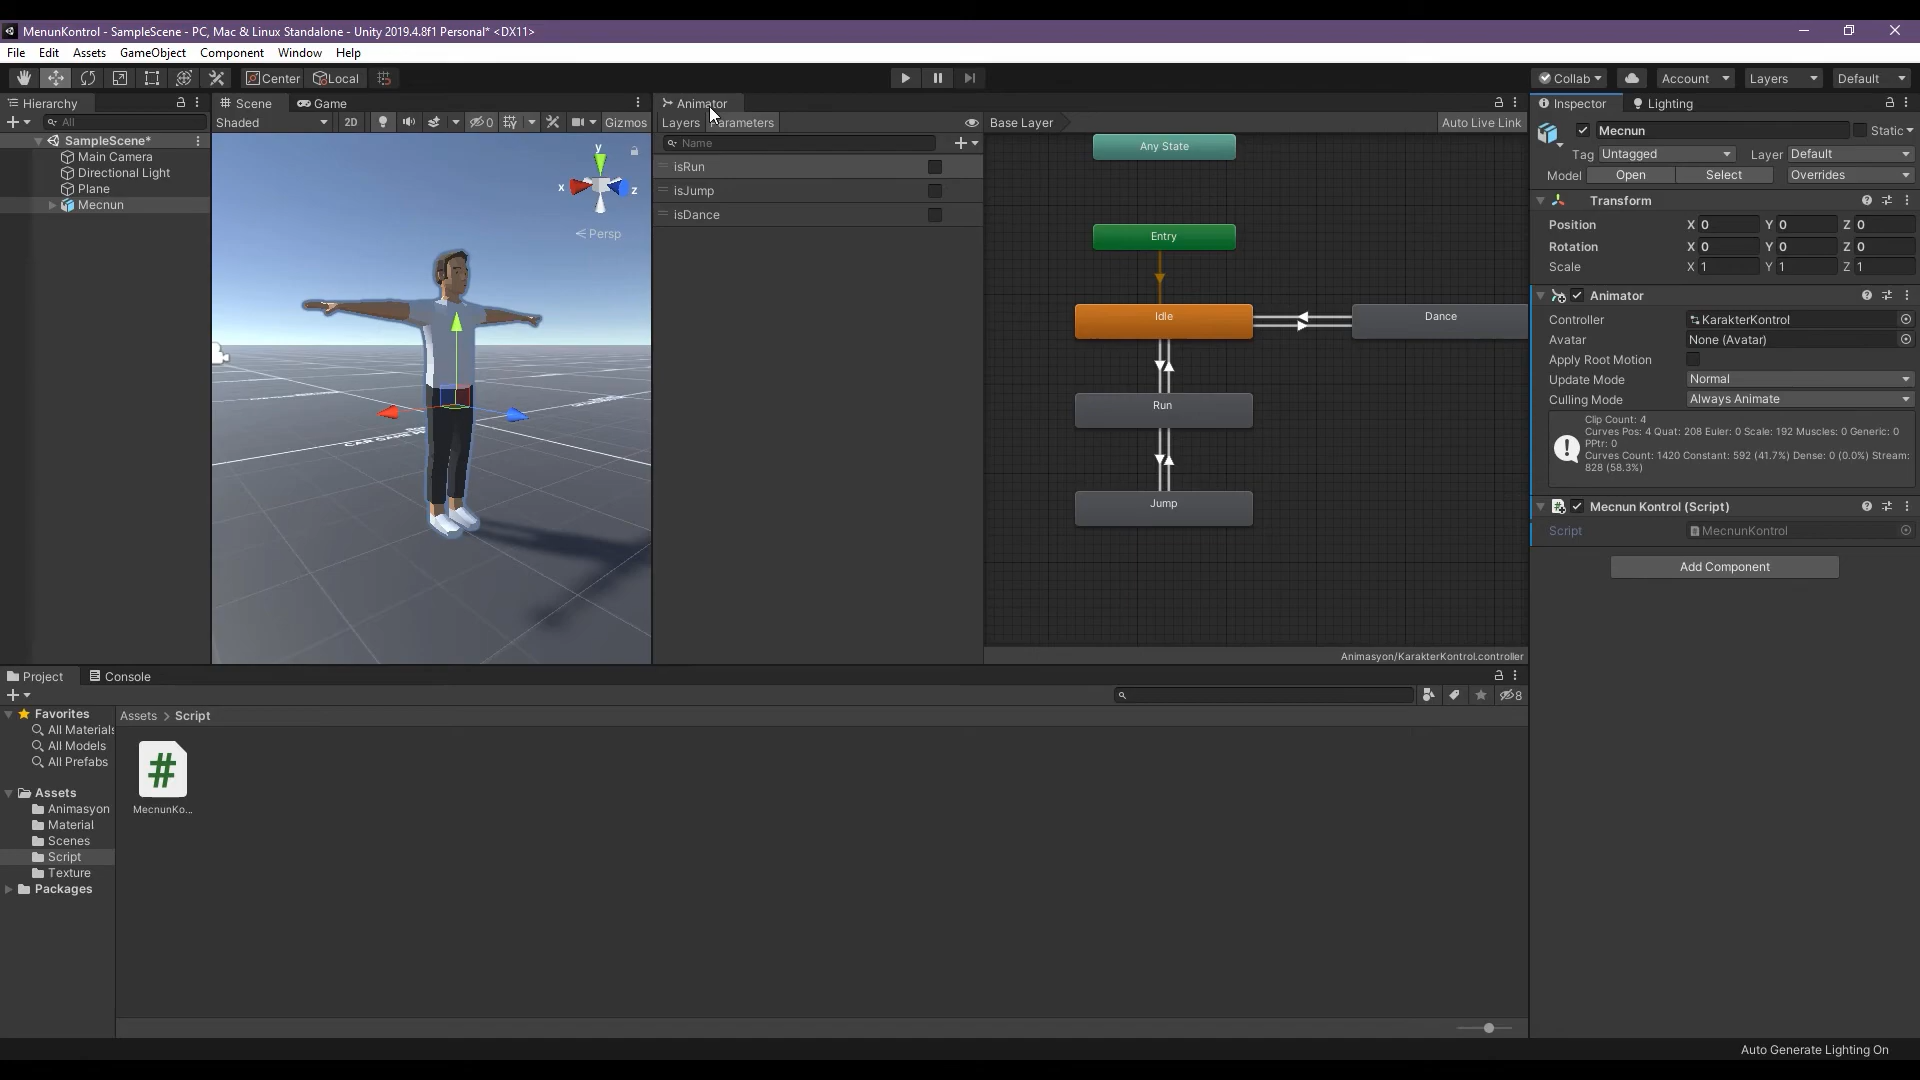 MenunKontrol - SampleScene - PC, Mac & Linux Standalone - Unity 2019.4.8f1 Personal* <DX11>
File Edit Assets GameObject Component Window Help
Center Local
Collab Account Layers Default
Hierarchy
All
SampleScene*
Main Camera
Directional Light
Plane
Mecnun
Scene Game
Shaded 2D 0 Gizmos
y
x
z
Persp
Animator
Layers Parameters
Name
isRun
isJump
isDance
Base Layer Auto Live Link
Any State
Entry
Idle
Dance
Run
Jump
Animasyon/KarakterKontrol.controller
Inspector Lighting
Mecnun Static
Tag Untagged Layer Default
Model Open Select Overrides
Transform
Position X 0 Y 0 Z 0
Rotation X 0 Y 0 Z 0
Scale X 1 Y 1 Z 1
Animator
Controller KarakterKontrol
Avatar None (Avatar)
Apply Root Motion
Update Mode Normal
Culling Mode Always Animate
Clip Count: 4
Curves Pos: 4 Quat: 208 Euler: 0 Scale: 192 Muscles: 0 Generic: 0
PPtr: 0
Curves Count: 1420 Constant: 592 (41.7%) Dense: 0 (0.0%) Stream:
828 (58.3%)
Mecnun Kontrol (Script)
Script MecnunKontrol
Add Component
Project Console
8
Favorites
All Materials
All Models
All Prefabs
Assets
Animasyon
Material
Scenes
Script
Texture
Packages
Assets > Script
#
MecnunKo...
Auto Generate Lighting On